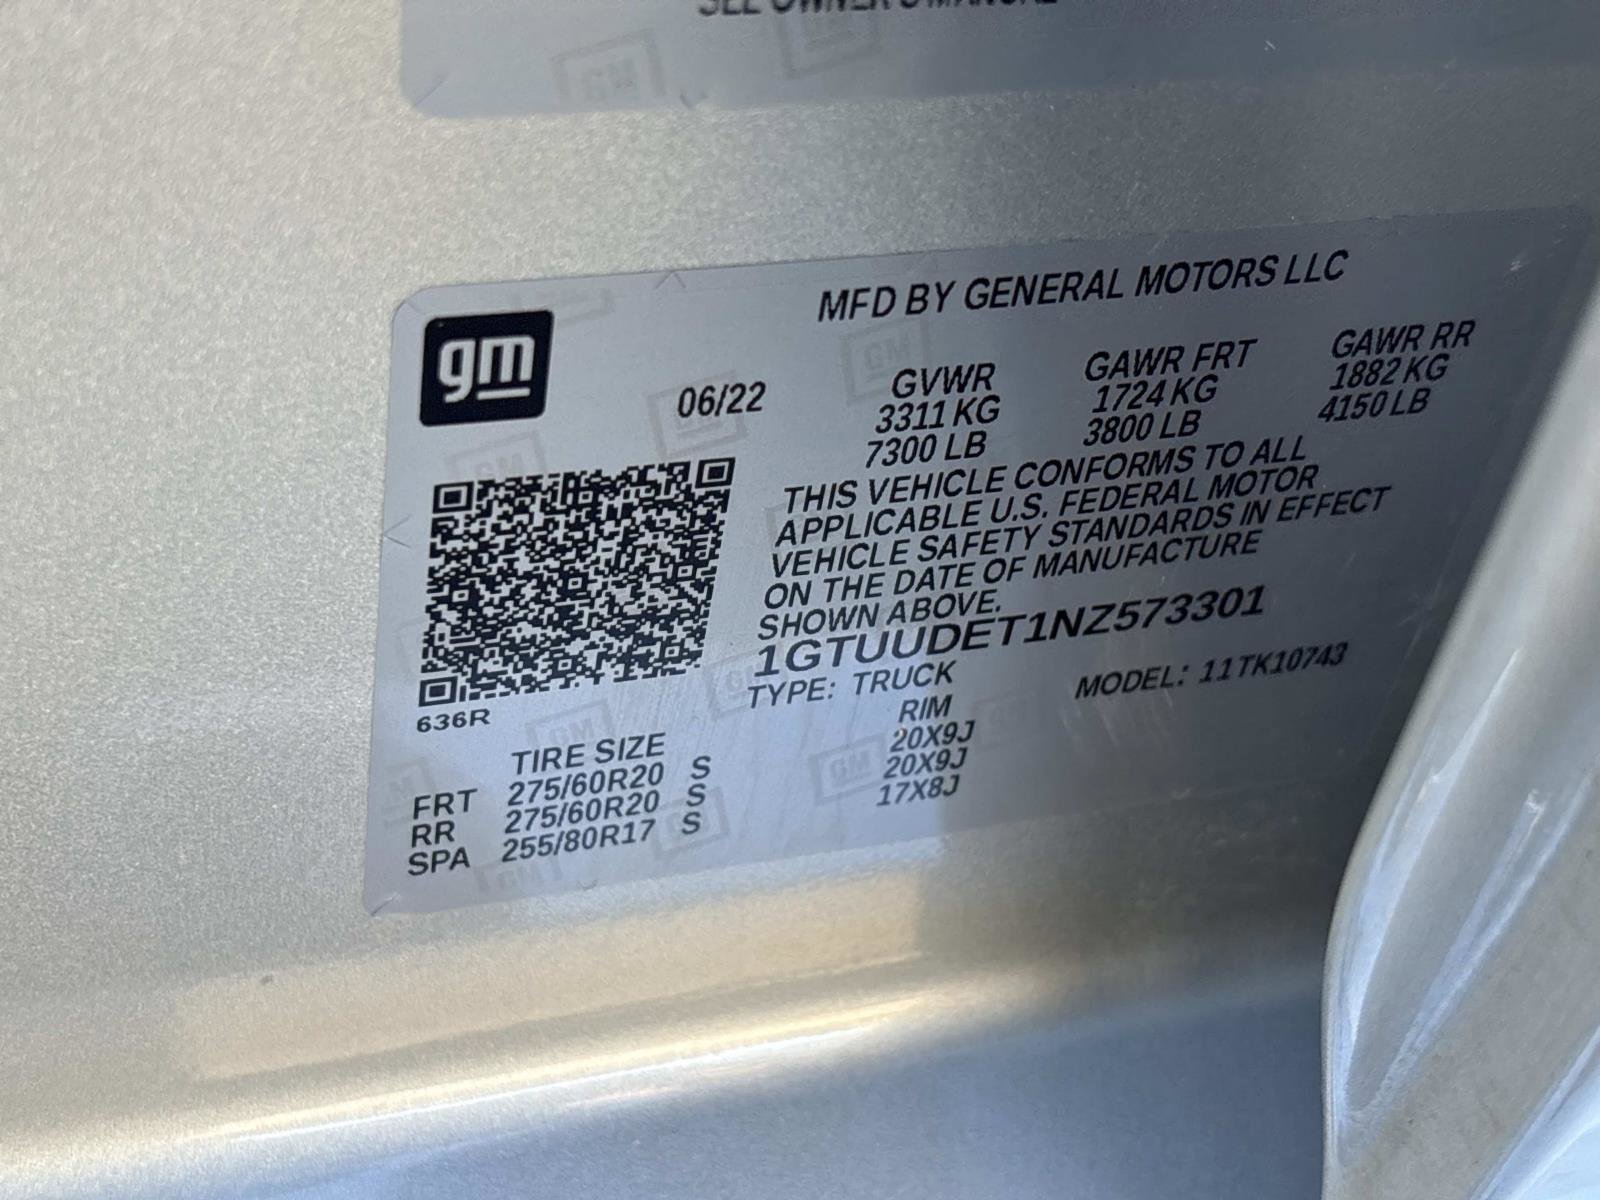 SEE OWNER'S MANUAL
gm
MFD BY GENERAL MOTORS LLC
06/22
GVWR GAWR FRT GAWR RR
3311 KG 1724 KG 1882 KG
7300 LB 3800 LB 4150 LB
THIS VEHICLE CONFORMS TO ALL
APPLICABLE U.S. FEDERAL MOTOR
VEHICLE SAFETY STANDARDS IN EFFECT
ON THE DATE OF MANUFACTURE
SHOWN ABOVE.
1GTUUDET1NZ573301
TYPE: TRUCK MODEL: 11TK10743
636R
TIRE SIZE RIM
FRT 275/60R20 S 20X9J
RR 275/60R20 S 20X9J
SPA 255/80R17 S 17X8J